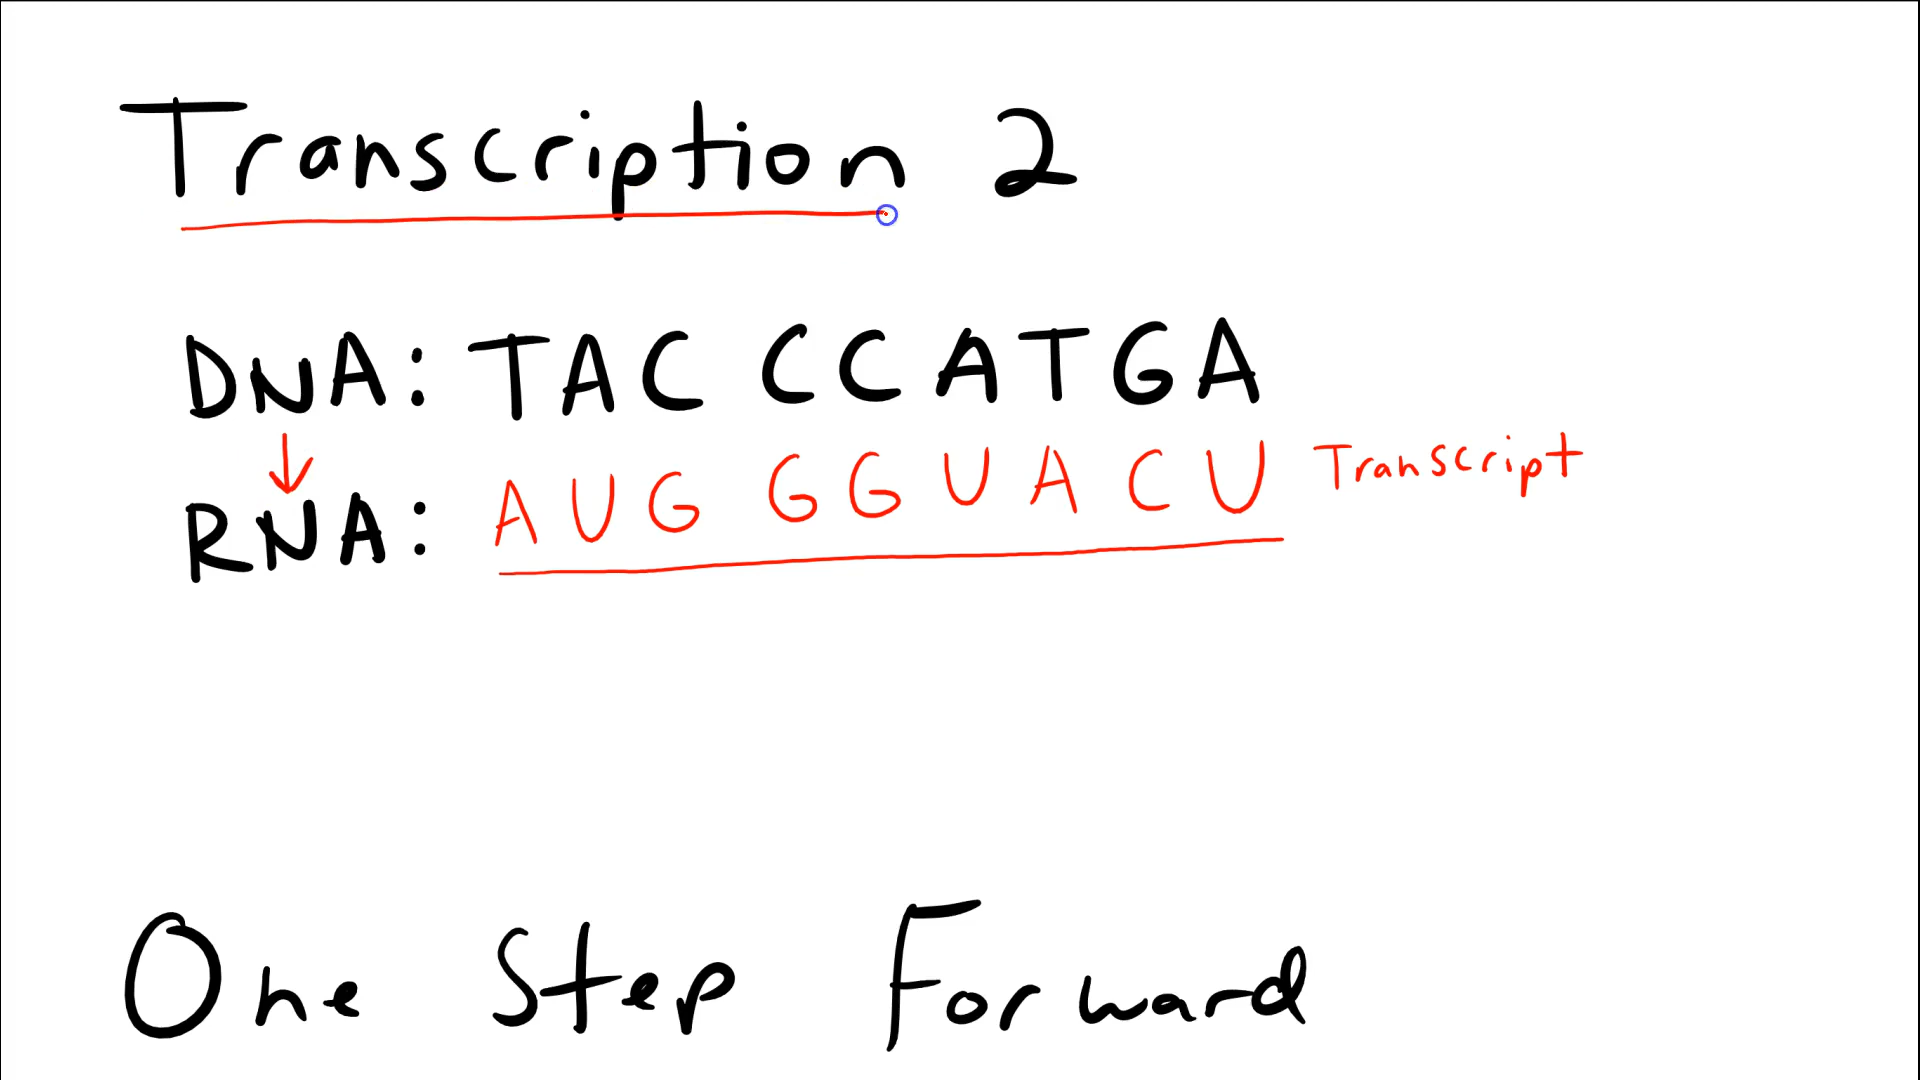 Transcription 2
DNA: TAC CCATGA
RNA: AUG GGUACU Transcript
One Step Forward